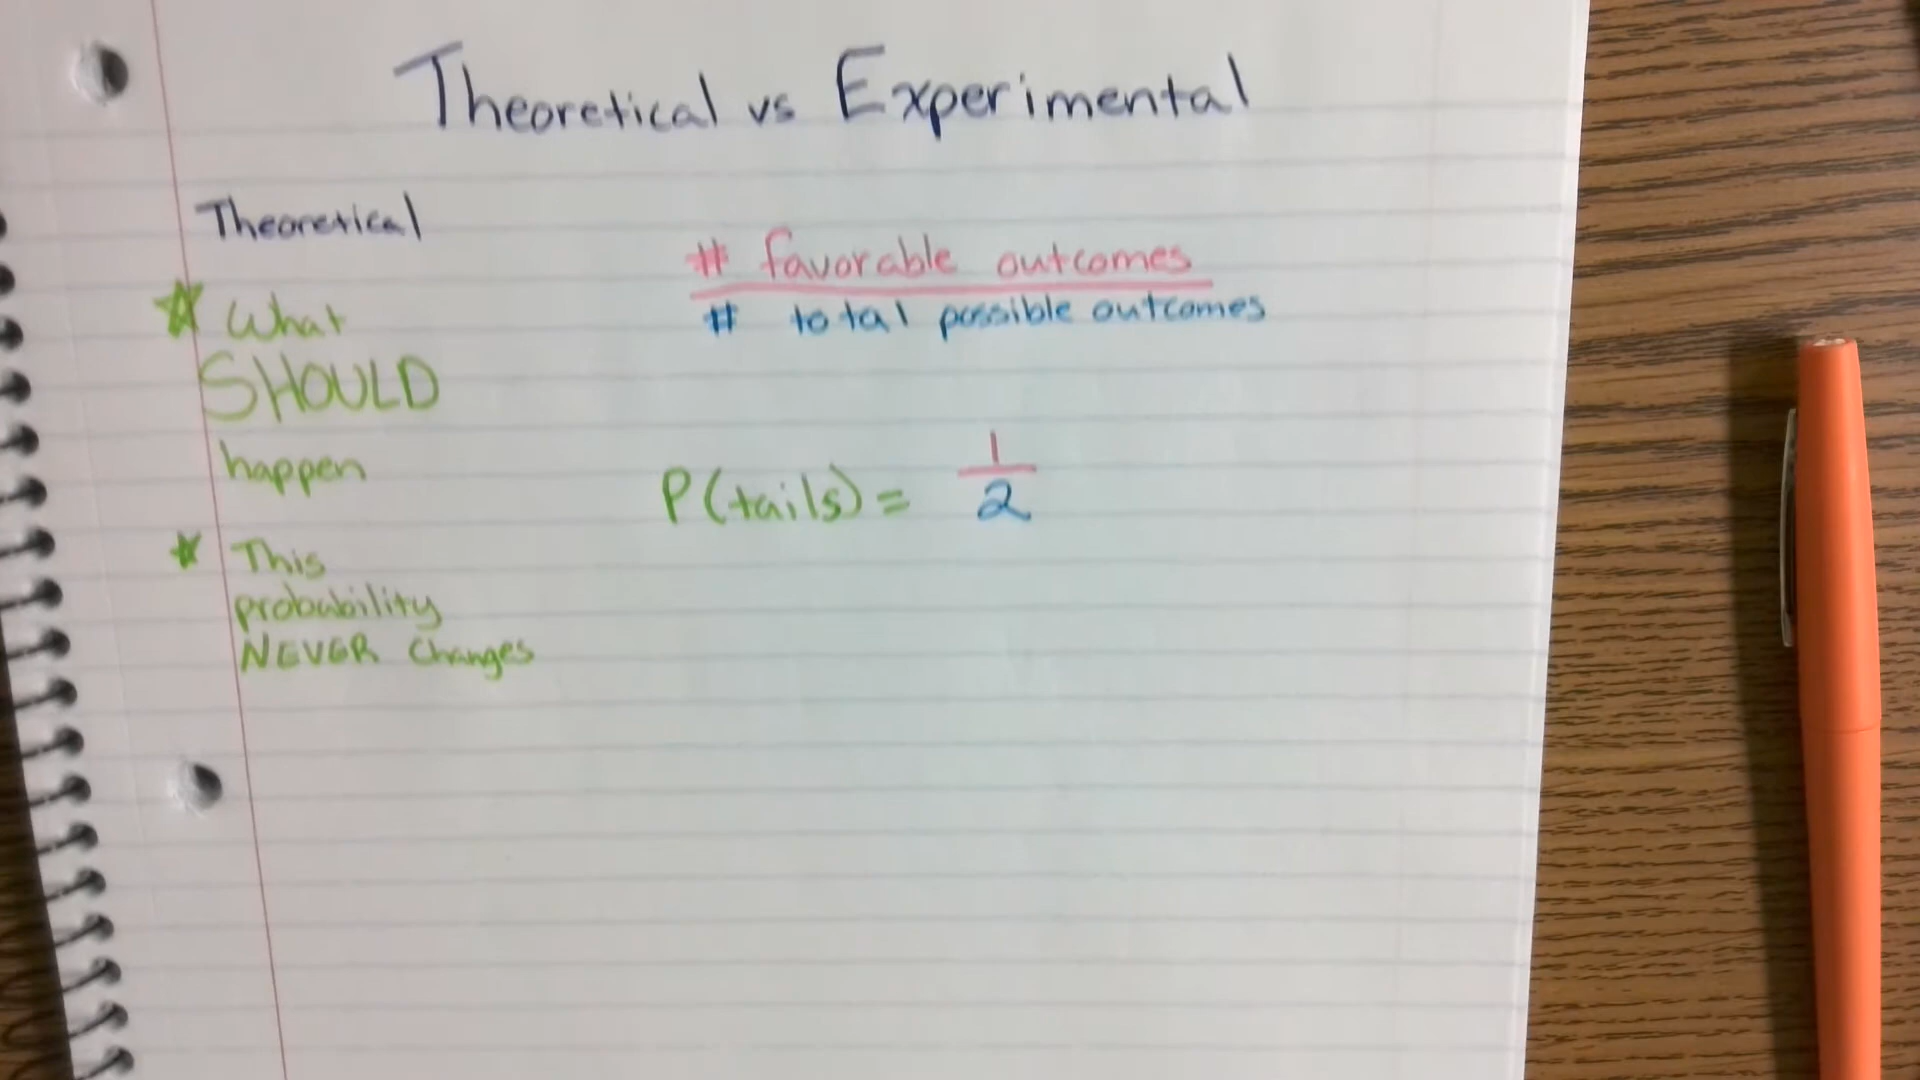 Theoretical vs Experimental
Theoretical
# favorable outcomes
# total possible outcomes
What
SHOULD
happen
P(tails) = 1/2
This
probability
NEVER changes